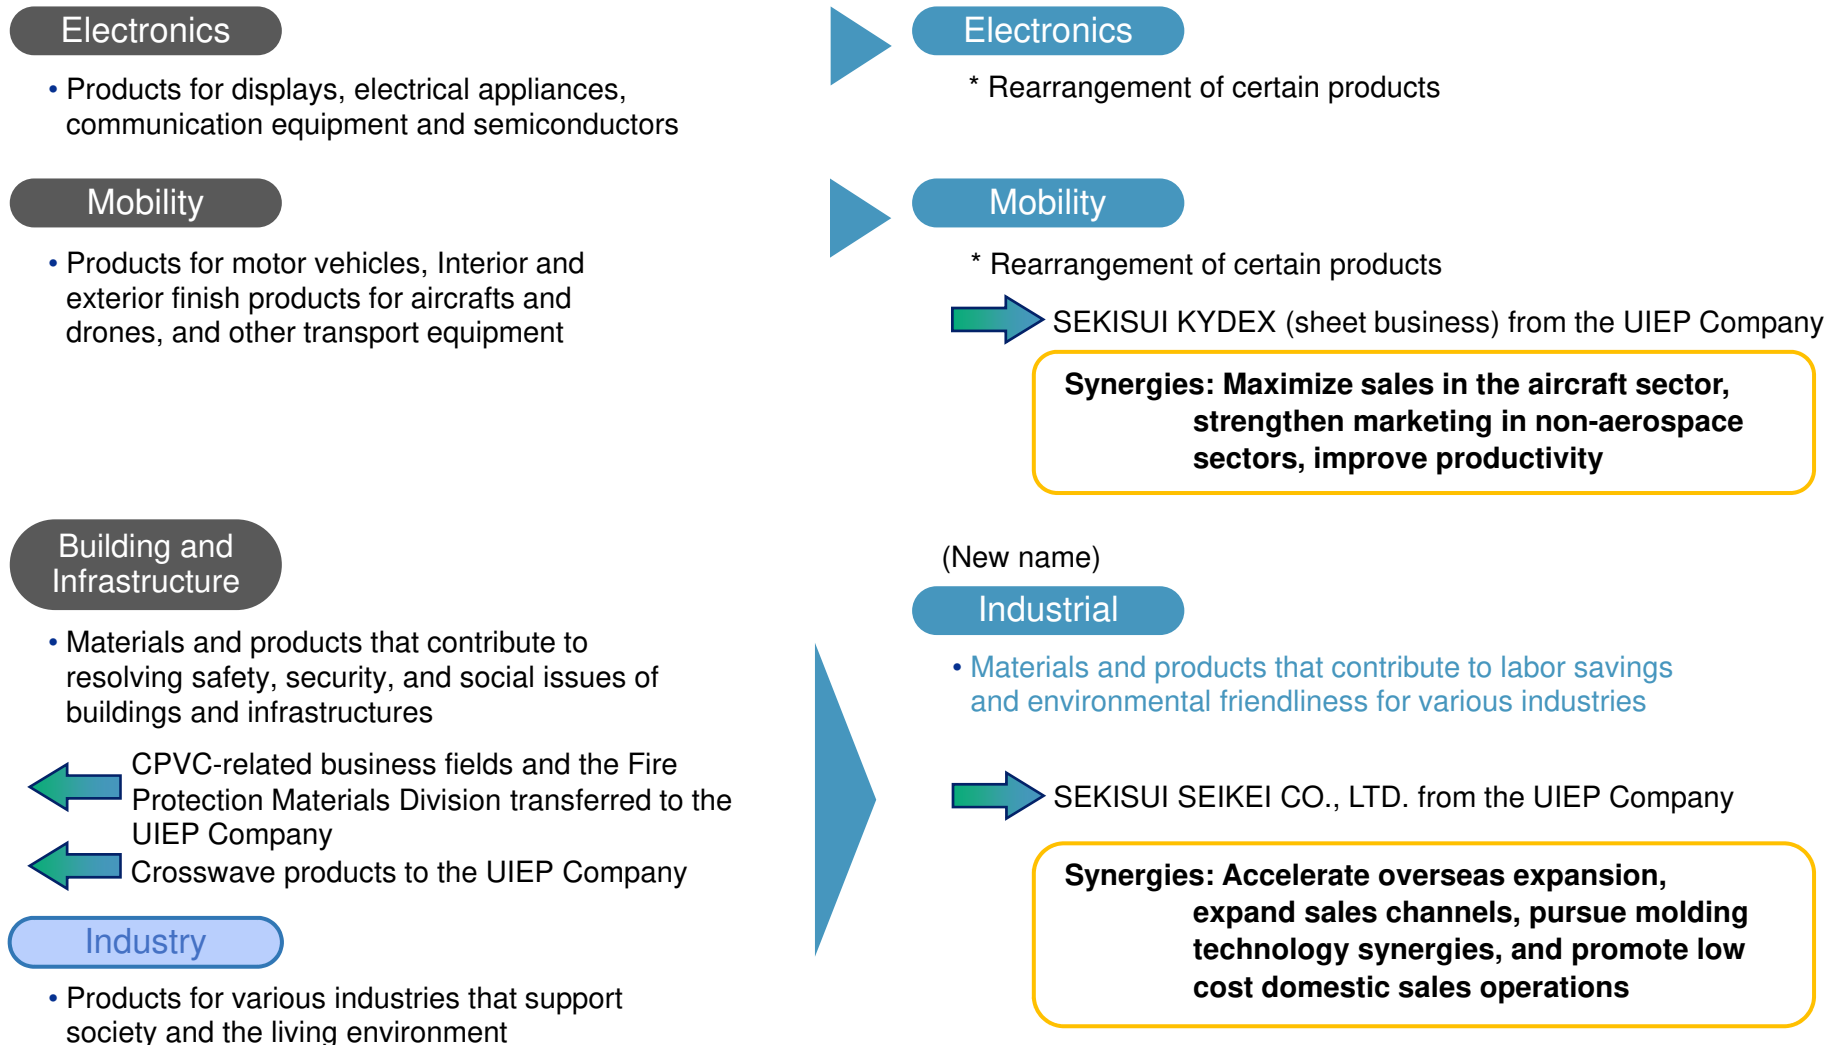 Electronics
• Products for displays, electrical appliances,
communication equipment and semiconductors
Electronics
* Rearrangement of certain products
Mobility
• Products for motor vehicles, Interior and
exterior finish products for aircrafts and
drones, and other transport equipment
Mobility
* Rearrangement of certain products
SEKISUI KYDEX (sheet business) from the UIEP Company
Synergies: Maximize sales in the aircraft sector,
strengthen marketing in non-aerospace
sectors, improve productivity
Building and
Infrastructure
• Materials and products that contribute to
resolving safety, security, and social issues of
buildings and infrastructures
CPVC-related business fields and the Fire
Protection Materials Division transferred to the
UIEP Company
Crosswave products to the UIEP Company
Industry
• Products for various industries that support
society and the living environment
(New name)
Industrial
• Materials and products that contribute to labor savings
and environmental friendliness for various industries
SEKISUI SEIKEI CO., LTD. from the UIEP Company
Synergies: Accelerate overseas expansion,
expand sales channels, pursue molding
technology synergies, and promote low
cost domestic sales operations